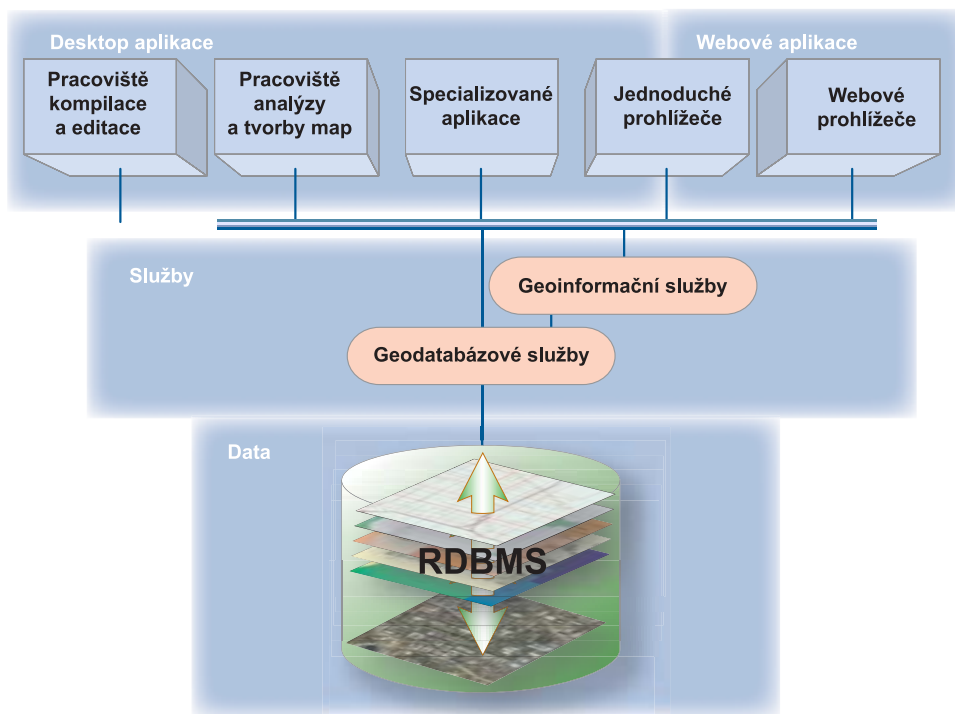 Desktop aplikace
Webové aplikace
Pracoviště
kompilace
a editace
Pracoviště
analýzy
a tvorby map
Specializované
aplikace
Jednoduché
prohlížeče
Webové
prohlížeče
Služby
Geoinformační služby
Geodatabázové služby
Data
RDBMS